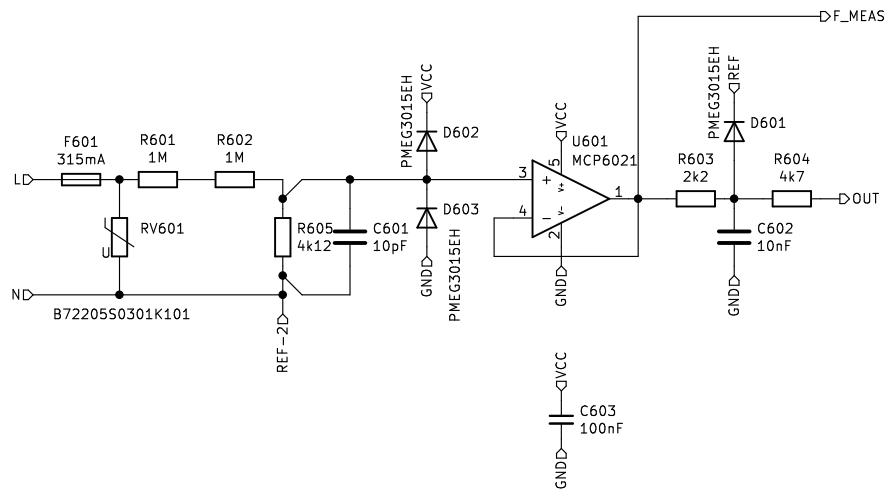 F_MEAS
PMEG3015EH
VCC
D602
VCC
U601
MCP6021
PMEG3015EH
REF
D601
F601
315mA
R601
1M
R602
1M
L
3
+
5
V+
1
R603
2k2
R604
4k7
OUT
RV601
U
R605
4k12
C601
10pF
D603
PMEG3015EH
GND
4
V-
2
GND
C602
10nF
GND
N
B72205S0301K101
REF-2
VCC
C603
100nF
GND